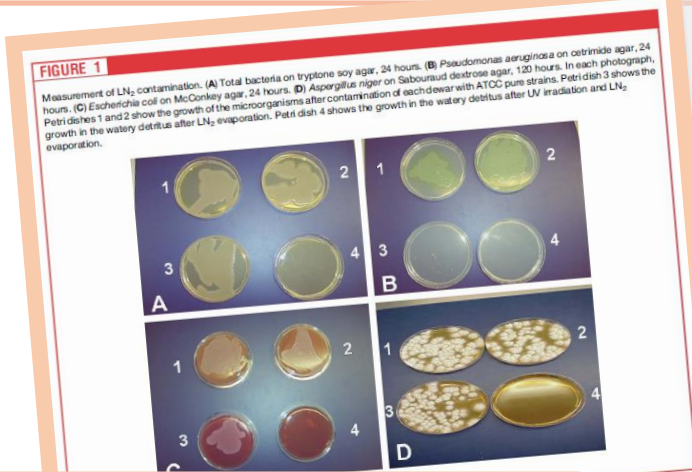 FIGURE 1
Measurement of LN₂ contamination. (A) Total bacteria on tryptone soy agar, 24 hours. (B) Pseudomonas aeruginosa on cetrimide agar, 24
hours. (C) Escherichia coli on McConkey agar, 24 hours. (D) Aspergillus niger on Sabouraud dextrose agar, 120 hours. In each photograph,
Petri dishes 1 and 2 show the growth of the microorganisms after contamination of each dewar with ATCC pure strains. Petri dish 3 shows the
growth in the watery detritus after LN₂ evaporation. Petri dish 4 shows the growth in the watery detritus after UV irradiation and LN₂
evaporation.
1 2
3 4
A
1 2
3 4
B
1 2
3 4
C
1 2
3 4
D